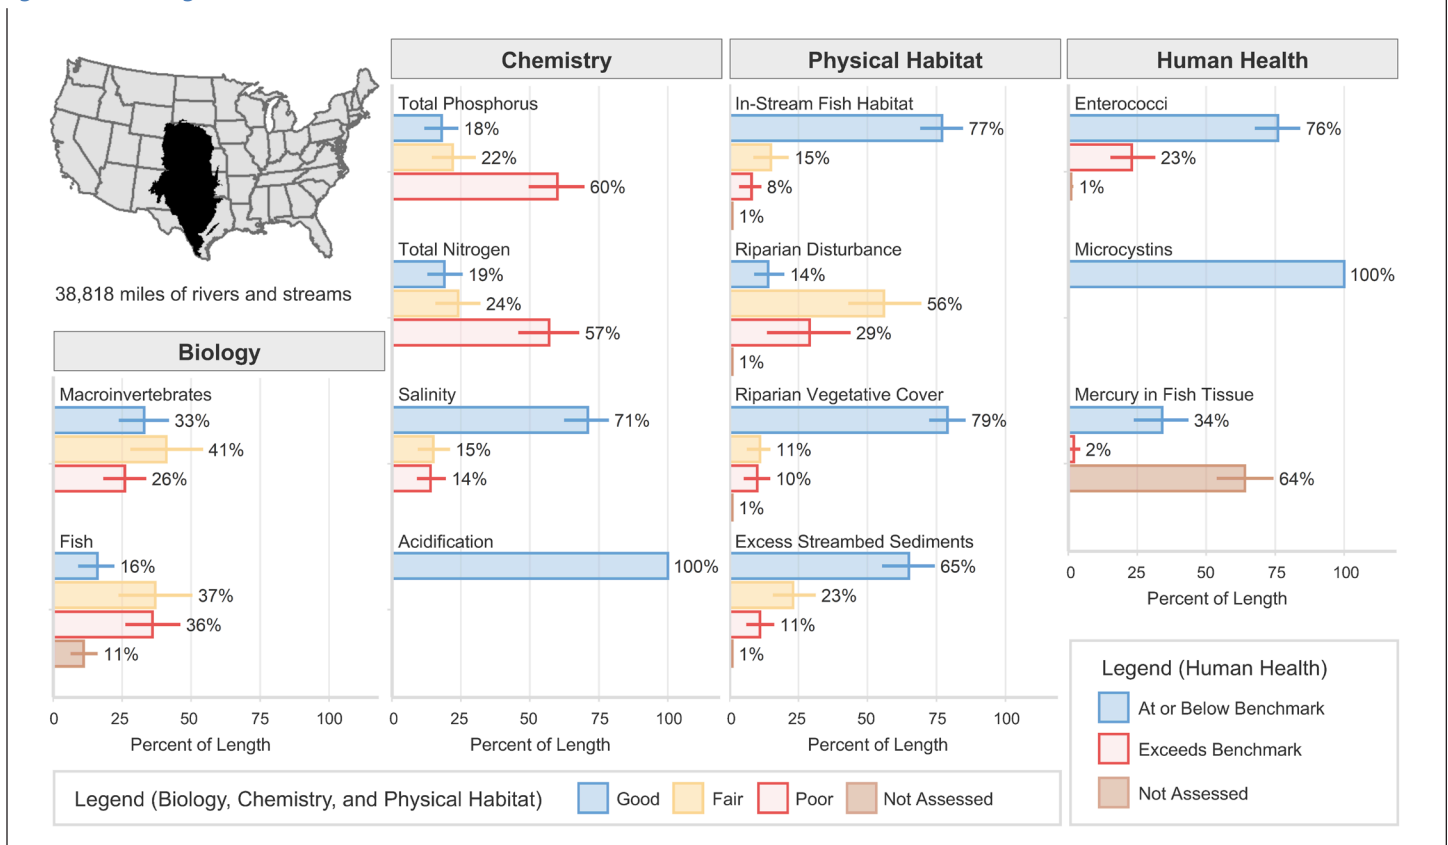 38,818 miles of rivers and streams
Biology
Macroinvertebrates
33%
41%
26%
Fish
16%
37%
36%
11%
0 25 50 75 100
Percent of Length
Chemistry
Total Phosphorus
18%
22%
60%
Total Nitrogen
19%
24%
57%
Salinity
71%
15%
14%
Acidification
100%
0 25 50 75 100
Percent of Length
Physical Habitat
In-Stream Fish Habitat
77%
15%
8%
1%
Riparian Disturbance
14%
56%
29%
1%
Riparian Vegetative Cover
79%
11%
10%
1%
Excess Streambed Sediments
65%
23%
11%
1%
0 25 50 75 100
Percent of Length
Human Health
Enterococci
76%
23%
1%
Microcystins
100%
Mercury in Fish Tissue
34%
2%
64%
0 25 50 75 100
Percent of Length
Legend (Human Health)
At or Below Benchmark
Exceeds Benchmark
Not Assessed
Legend (Biology, Chemistry, and Physical Habitat) Good Fair Poor Not Assessed